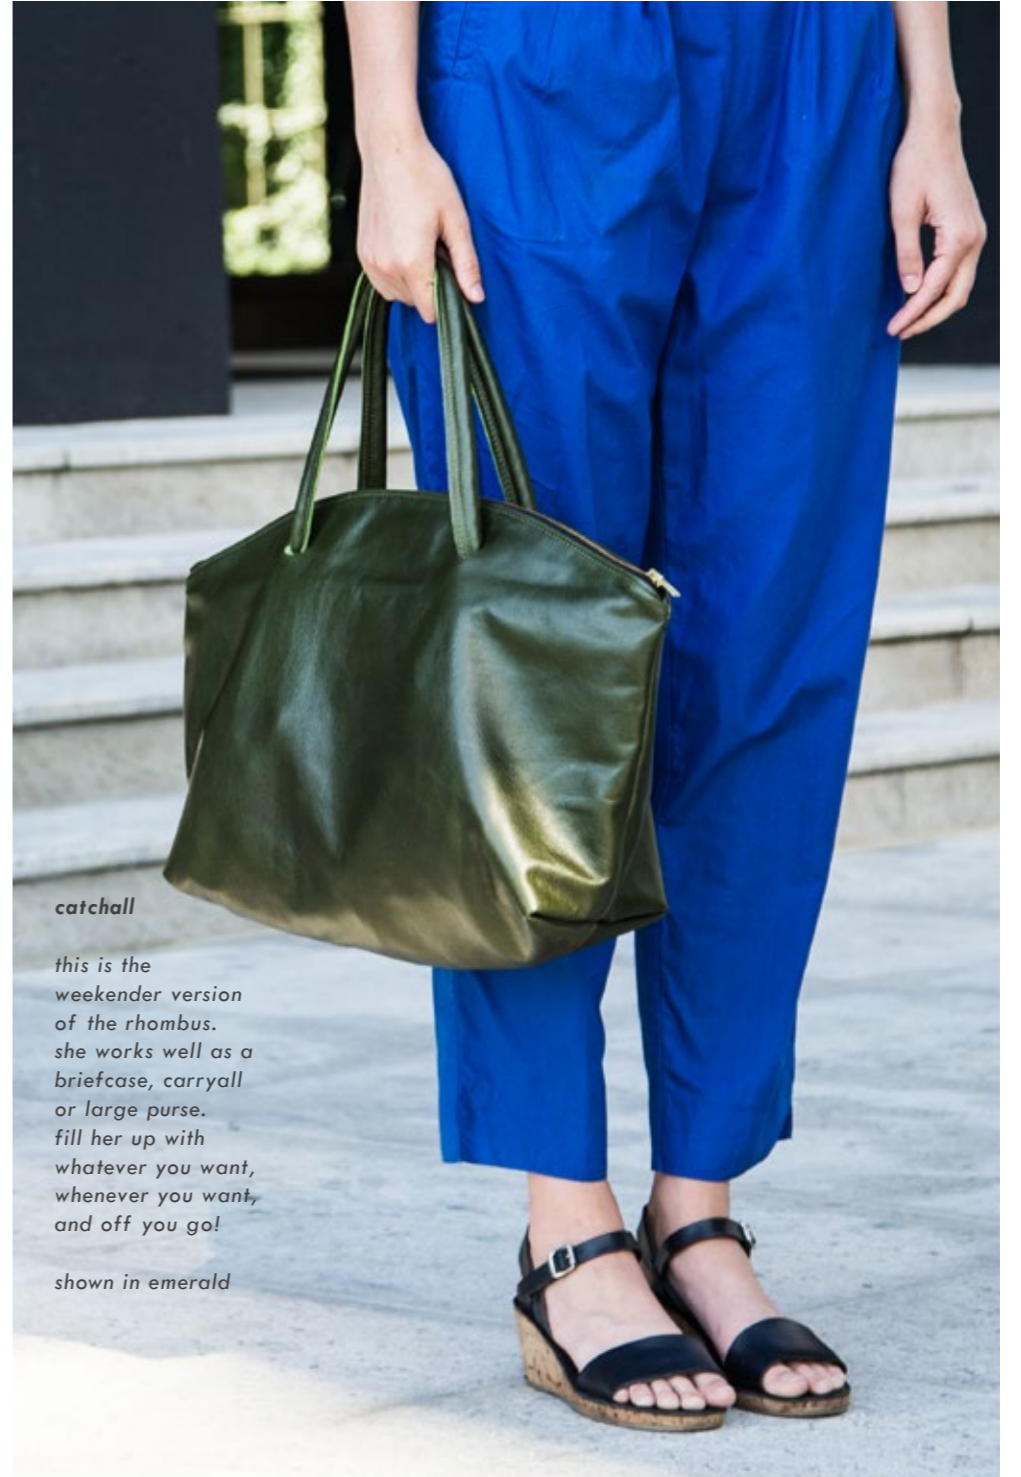 catchall
this is the
weekender version
of the rhombus.
she works well as a
briefcase, carryall
or large purse.
fill her up with
whatever you want,
whenever you want,
and off you go!
shown in emerald